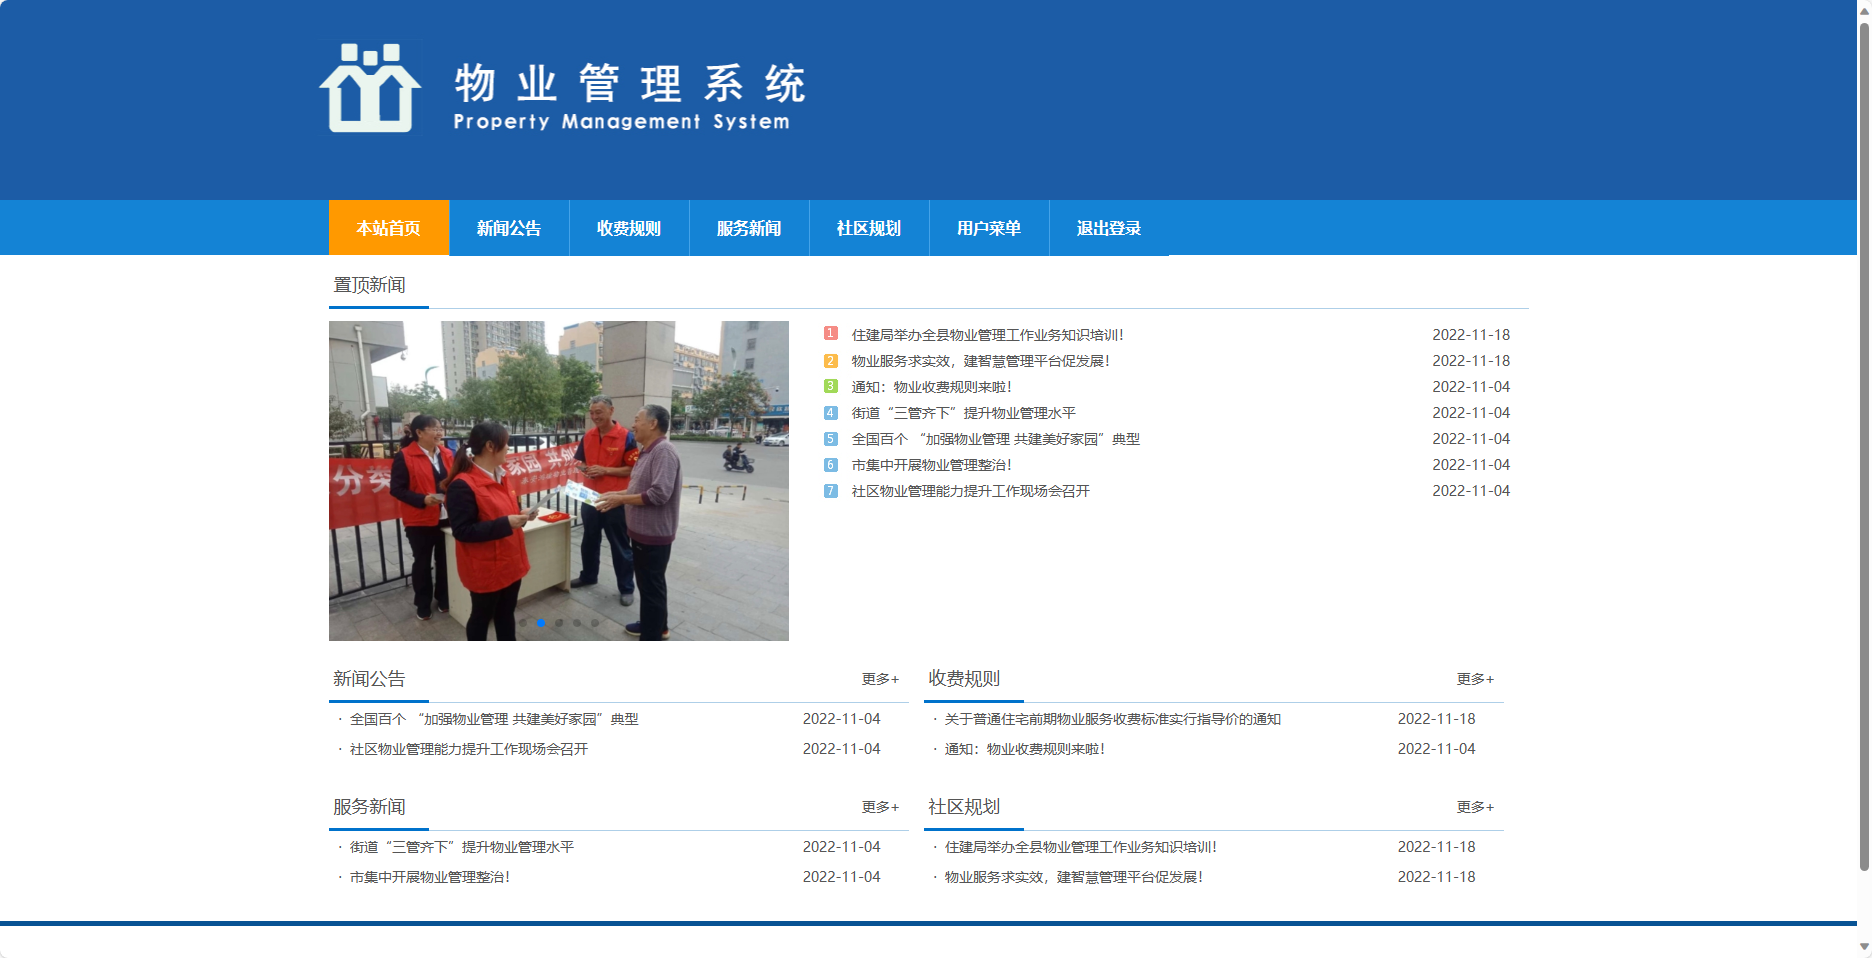 物业管理系统
Property Management System
本站首页 新闻公告 收费规则 服务新闻 社区规划 用户菜单 退出登录
置顶新闻
分类 家园 共创
1 住建局举办全县物业管理工作业务知识培训! 2022-11-18
2 物业服务求实效，建智慧管理平台促发展! 2022-11-18
3 通知：物业收费规则来啦! 2022-11-04
4 街道“三管齐下”提升物业管理水平 2022-11-04
5 全国百个 “加强物业管理 共建美好家园”典型 2022-11-04
6 市集中开展物业管理整治! 2022-11-04
7 社区物业管理能力提升工作现场会召开 2022-11-04
新闻公告 更多+
· 全国百个 “加强物业管理 共建美好家园”典型 2022-11-04
· 社区物业管理能力提升工作现场会召开 2022-11-04
收费规则 更多+
· 关于普通住宅前期物业服务收费标准实行指导价的通知 2022-11-18
· 通知：物业收费规则来啦! 2022-11-04
服务新闻 更多+
· 街道“三管齐下”提升物业管理水平 2022-11-04
· 市集中开展物业管理整治! 2022-11-04
社区规划 更多+
· 住建局举办全县物业管理工作业务知识培训! 2022-11-18
· 物业服务求实效，建智慧管理平台促发展! 2022-11-18